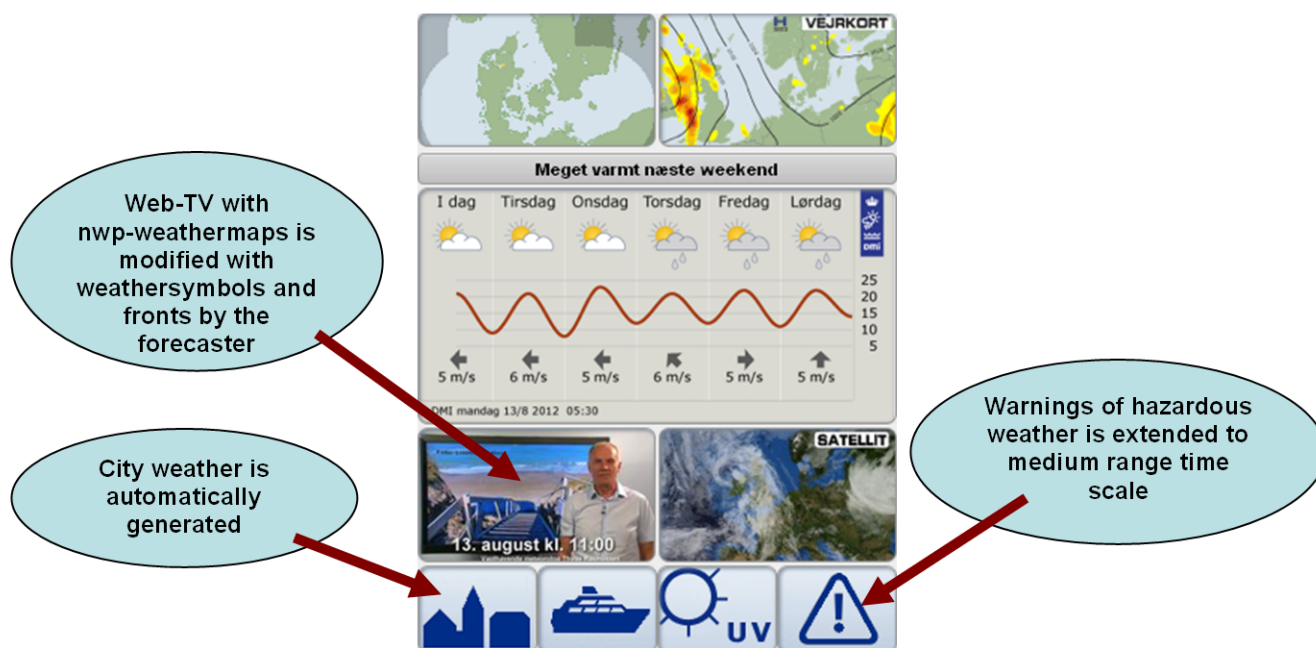 VEJRKORT
Meget varmt næste weekend
I dag Tirsdag Onsdag Torsdag Fredag Lørdag
DMI
25
20
15
10
5
5 m/s 6 m/s 5 m/s 6 m/s 5 m/s 5 m/s
DMI mandag 13/8 2012 05:30
Web-TV with
nwp-weathermaps is
modified with
weathersymbols and
fronts by the
forecaster
City weather is
automatically
generated
SATELLIT
13. august kl. 11:00
Warnings of hazardous
weather is extended to
medium range time
scale
UV